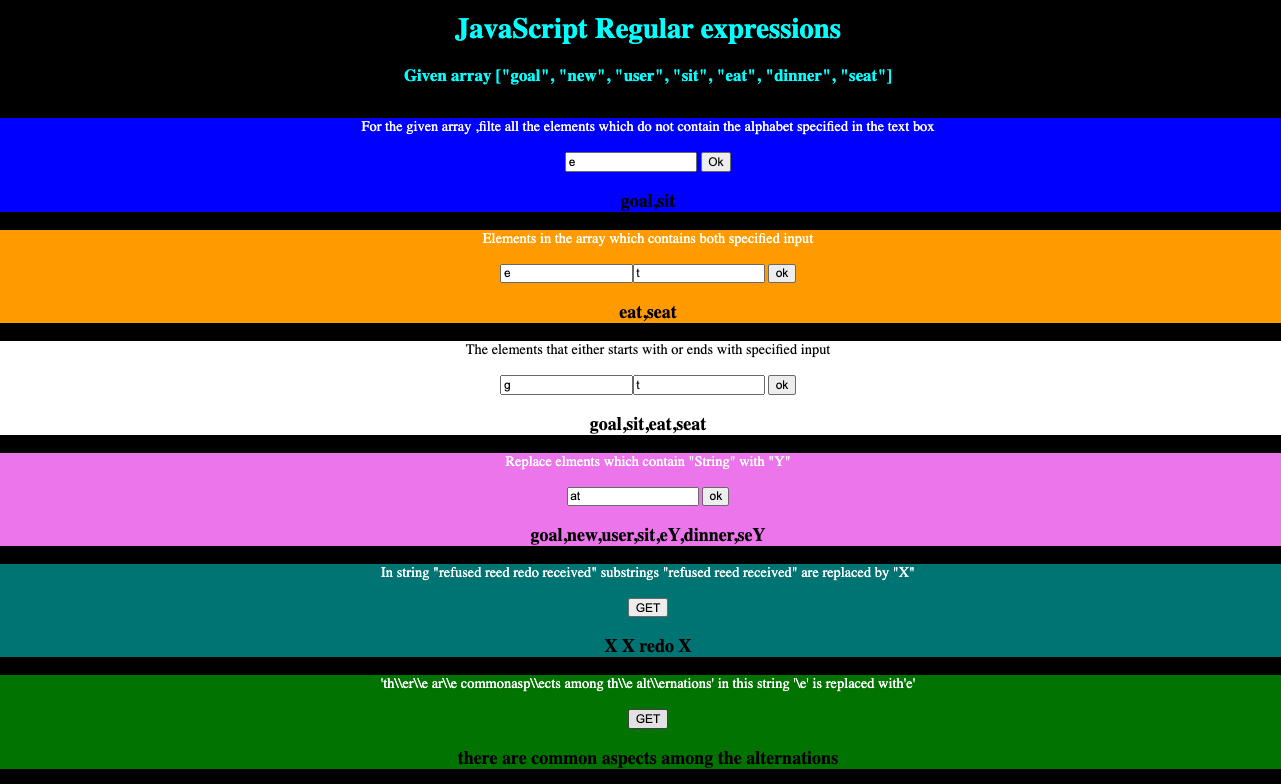 JavaScript Regular expressions
Given array ["goal", "new", "user", "sit", "eat", "dinner", "seat"]
For the given array ,filte all the elements which do not contain the alphabet specified in the text box
e Ok
goal,sit
Elements in the array which contains both specified input
e t ok
eat,seat
The elements that either starts with or ends with specified input
g t ok
goal,sit,eat,seat
Replace elments which contain "String" with "Y"
at ok
goal,new,user,sit,eY,dinner,seY
In string "refused reed redo received" substrings "refused reed received" are replaced by "X"
GET
X X redo X
'th\\er\\e ar\\e commonasp\\ects among th\\e alt\\ernations' in this string '\e' is replaced with'e'
GET
there are common aspects among the alternations